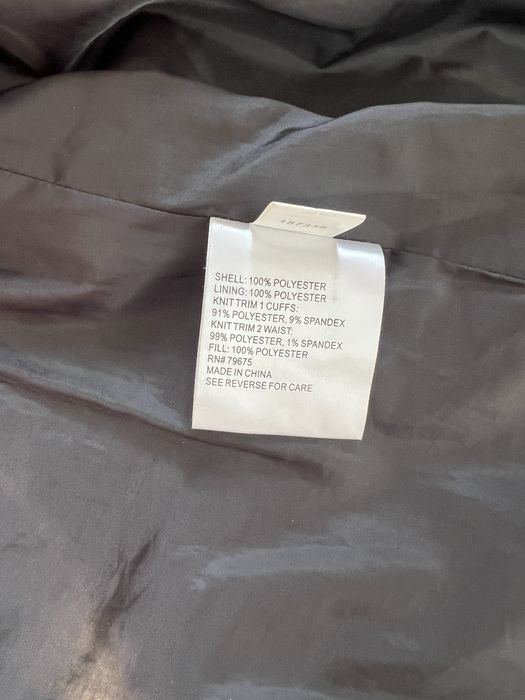 SHELL: 100% POLYESTER
LINING: 100% POLYESTER
KNIT TRIM 1 CUFFS:
91% POLYESTER, 9% SPANDEX
KNIT TRIM 2 WAIST:
99% POLYESTER, 1% SPANDEX
FILL: 100% POLYESTER
RN# 79675
MADE IN CHINA
SEE REVERSE FOR CARE